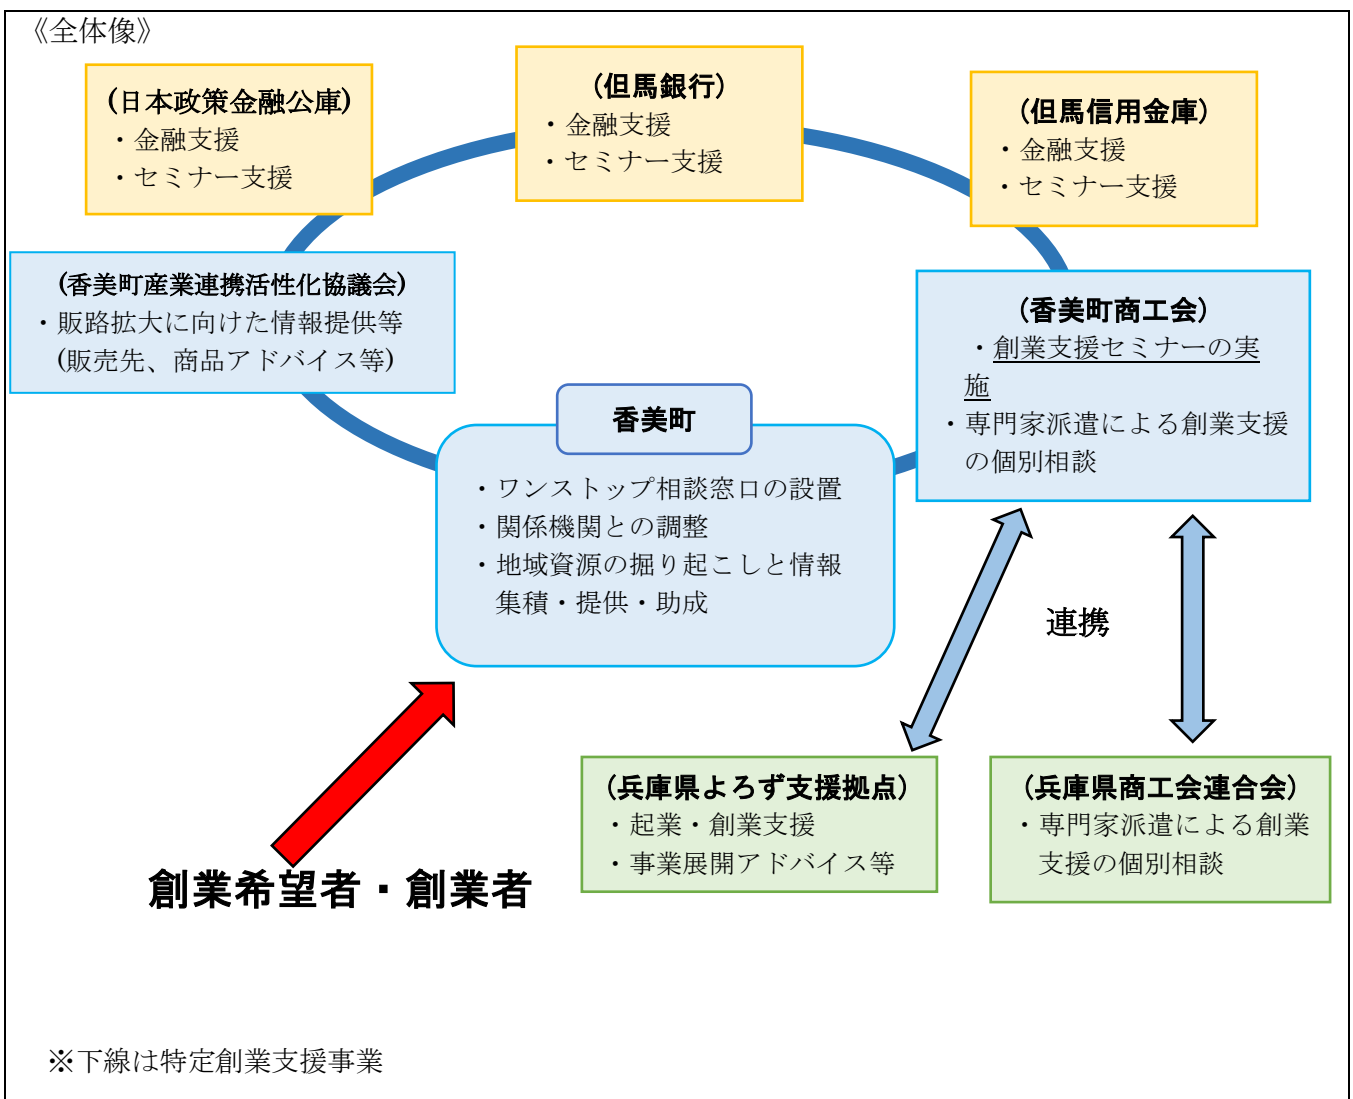 《全体像》
(日本政策金融公庫)
・金融支援
・セミナー支援
(但馬銀行)
・金融支援
・セミナー支援
(但馬信用金庫)
・金融支援
・セミナー支援
(香美町産業連携活性化協議会)
・販路拡大に向けた情報提供等
(販売先、商品アドバイス等)
(香美町商工会)
・創業支援セミナーの実
施
・専門家派遣による創業支援
の個別相談
香美町
・ワンストップ相談窓口の設置
・関係機関との調整
・地域資源の掘り起こしと情報
集積・提供・助成
連携
(兵庫県よろず支援拠点)
・起業・創業支援
・事業展開アドバイス等
(兵庫県商工会連合会)
・専門家派遣による創業
支援の個別相談
創業希望者・創業者
※下線は特定創業支援事業